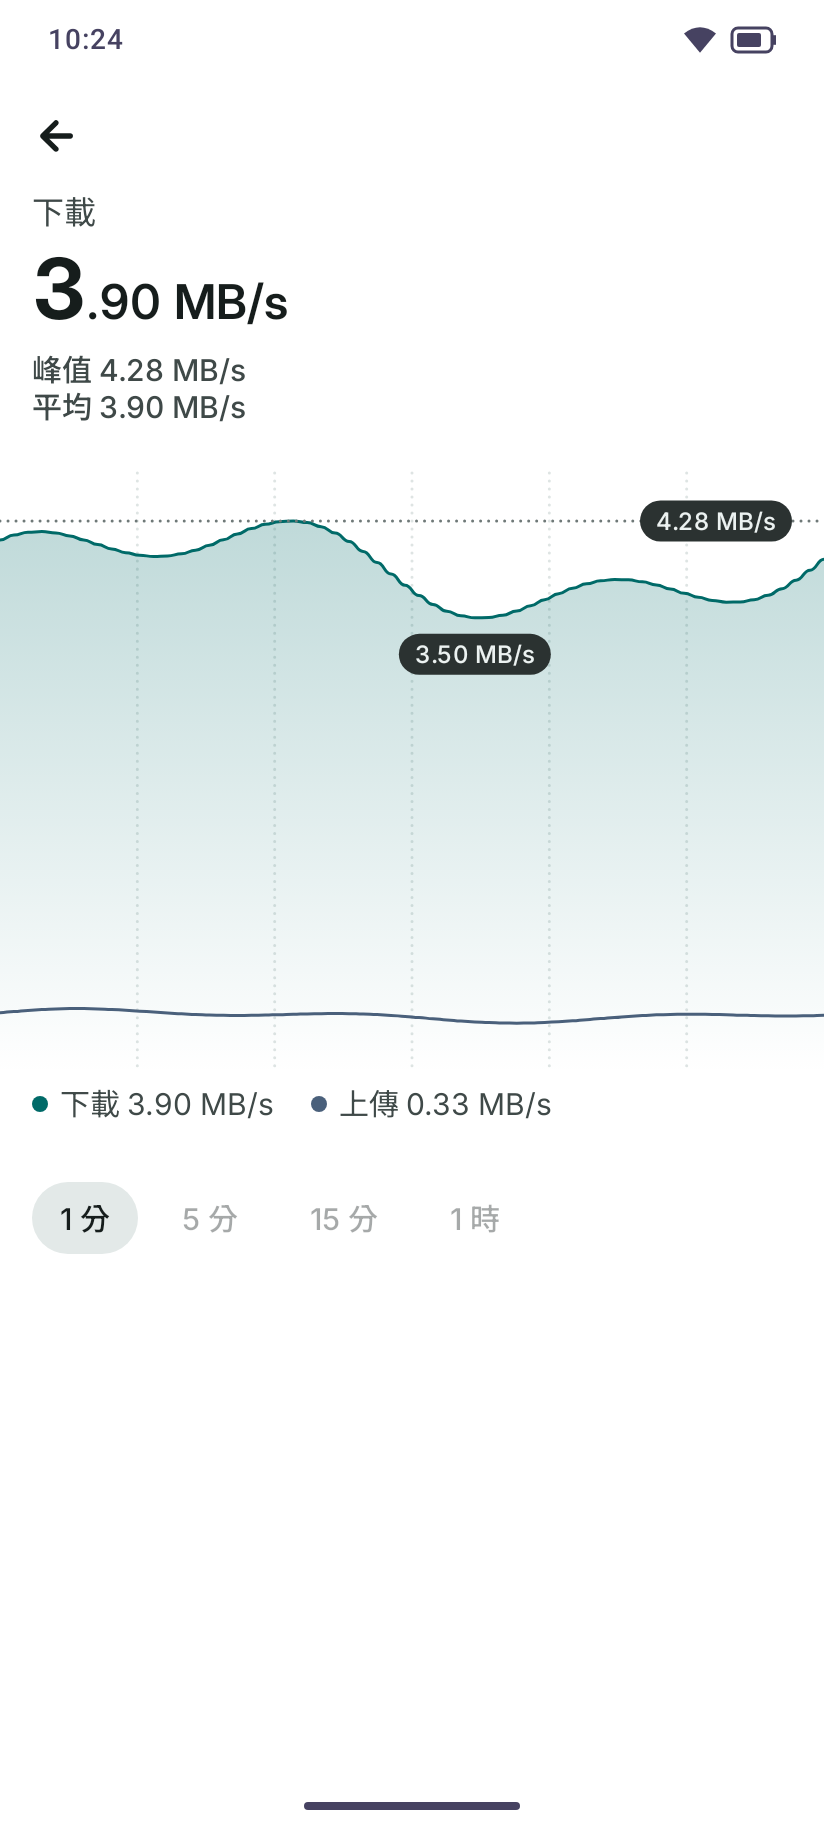 10:24
下載
3.90 MB/s
峰值 4.28 MB/s
平均 3.90 MB/s
4.28 MB/s
3.50 MB/s
下載 3.90 MB/s 上傳 0.33 MB/s
1 分 5 分 15 分 1 時